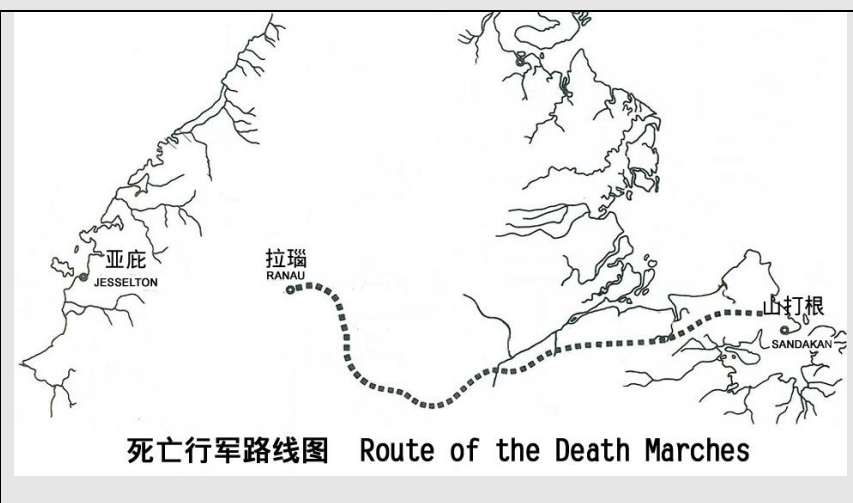 亚庇
JESSELTON
拉瑙
RANAU
山打根
SANDAKAN
死亡行军路线图 Route of the Death Marches